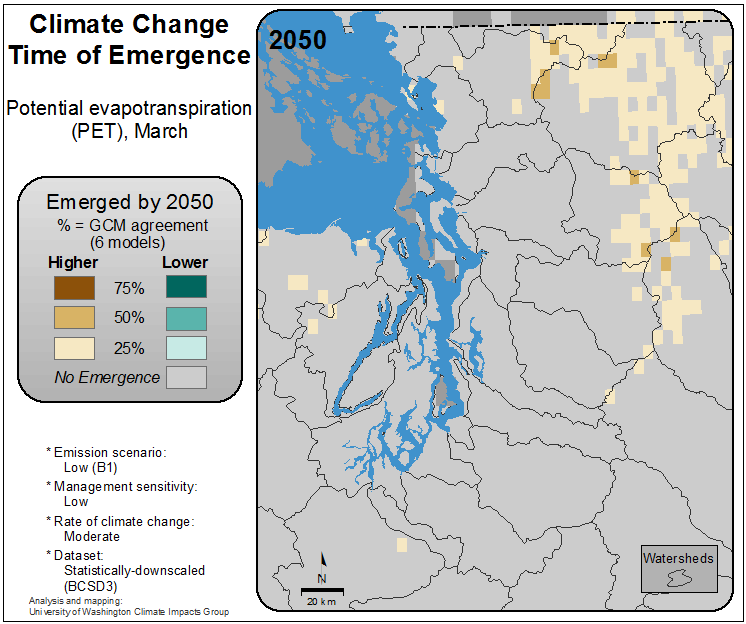 Climate Change
Time of Emergence
Potential evapotranspiration
(PET), March
Emerged by 2050
% = GCM agreement
(6 models)
Higher Lower
75%
50%
25%
No Emergence
* Emission scenario:
Low (B1)
* Management sensitivity:
Low
* Rate of climate change:
Moderate
* Dataset:
Statistically-downscaled
(BCSD3)
Analysis and mapping:
University of Washington Climate Impacts Group
2050
N
20 km
Watersheds